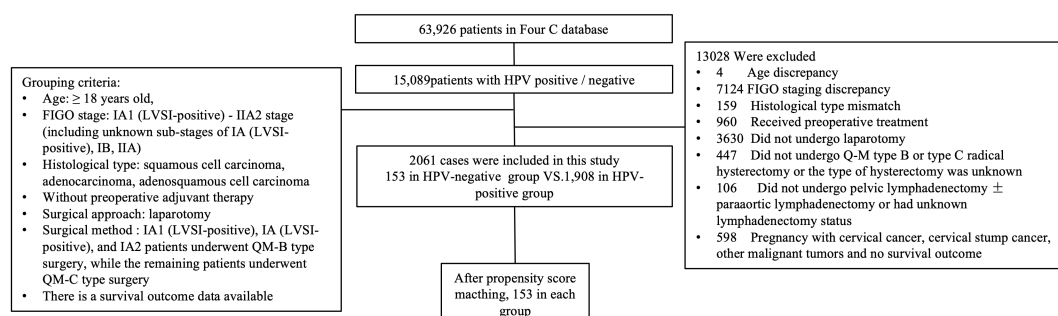 63,926 patients in Four C database
15,089patients with HPV positive / negative
Grouping criteria:
• Age: ≥ 18 years old,
• FIGO stage: IA1 (LVSI-positive) - IIA2 stage
(including unknown sub-stages of IA (LVSI-
positive), IB, IIA)
• Histological type: squamous cell carcinoma,
adenocarcinoma, adenosquamous cell carcinoma
• Without preoperative adjuvant therapy
• Surgical approach: laparotomy
• Surgical method : IA1 (LVSI-positive), IA (LVSI-
positive), and IA2 patients underwent QM-B type
surgery, while the remaining patients underwent
QM-C type surgery
• There is a survival outcome data available
13028 Were excluded
• 4 Age discrepancy
• 7124 FIGO staging discrepancy
• 159 Histological type mismatch
• 960 Received preoperative treatment
• 3630 Did not undergo laparotomy
• 447 Did not undergo Q-M type B or type C radical
hysterectomy or the type of hysterectomy was unknown
• 106 Did not undergo pelvic lymphadenectomy ±
paraaortic lymphadenectomy or had unknown
lymphadenectomy status
• 598 Pregnancy with cervical cancer, cervical stump cancer,
other malignant tumors and no survival outcome
2061 cases were included in this study
153 in HPV-negative group VS.1,908 in HPV-
positive group
After propensity score
macthing, 153 in each
group